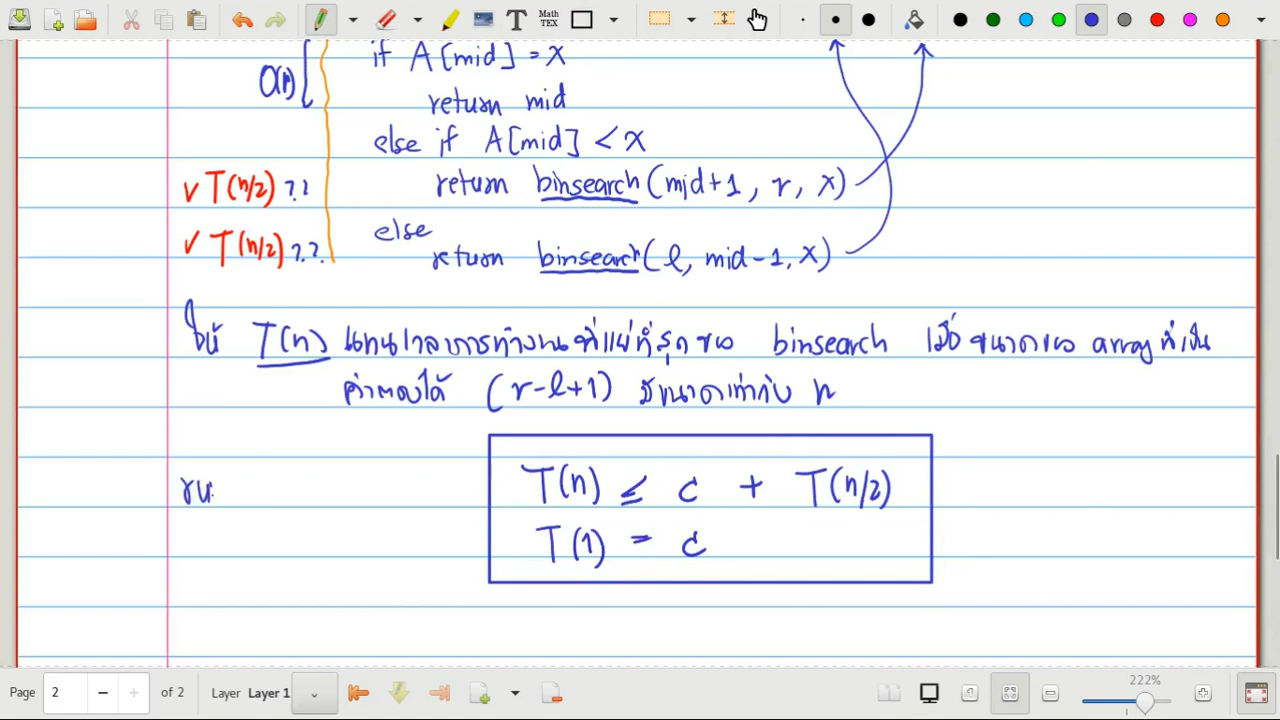 Math
TEX
if A[mid] = x
O(1)
return mid
else if A[mid] < x
✓ T(n/2) ??
return binsearch(mid+1, r, x)
else
✓ T(n/2) ??
return binsearch(l, mid-1, x)
ให้ T(n) แทนเวลาการทำงานที่แย่ที่สุดของ binsearch เมื่อขนาดของ array ที่เป็น
คำตอบได้ (r-l+1) มีขนาดเท่ากับ n
T(n) ≤ c + T(n/2)
T(1) = c
Page 2 of 2 Layer Layer 1 222%